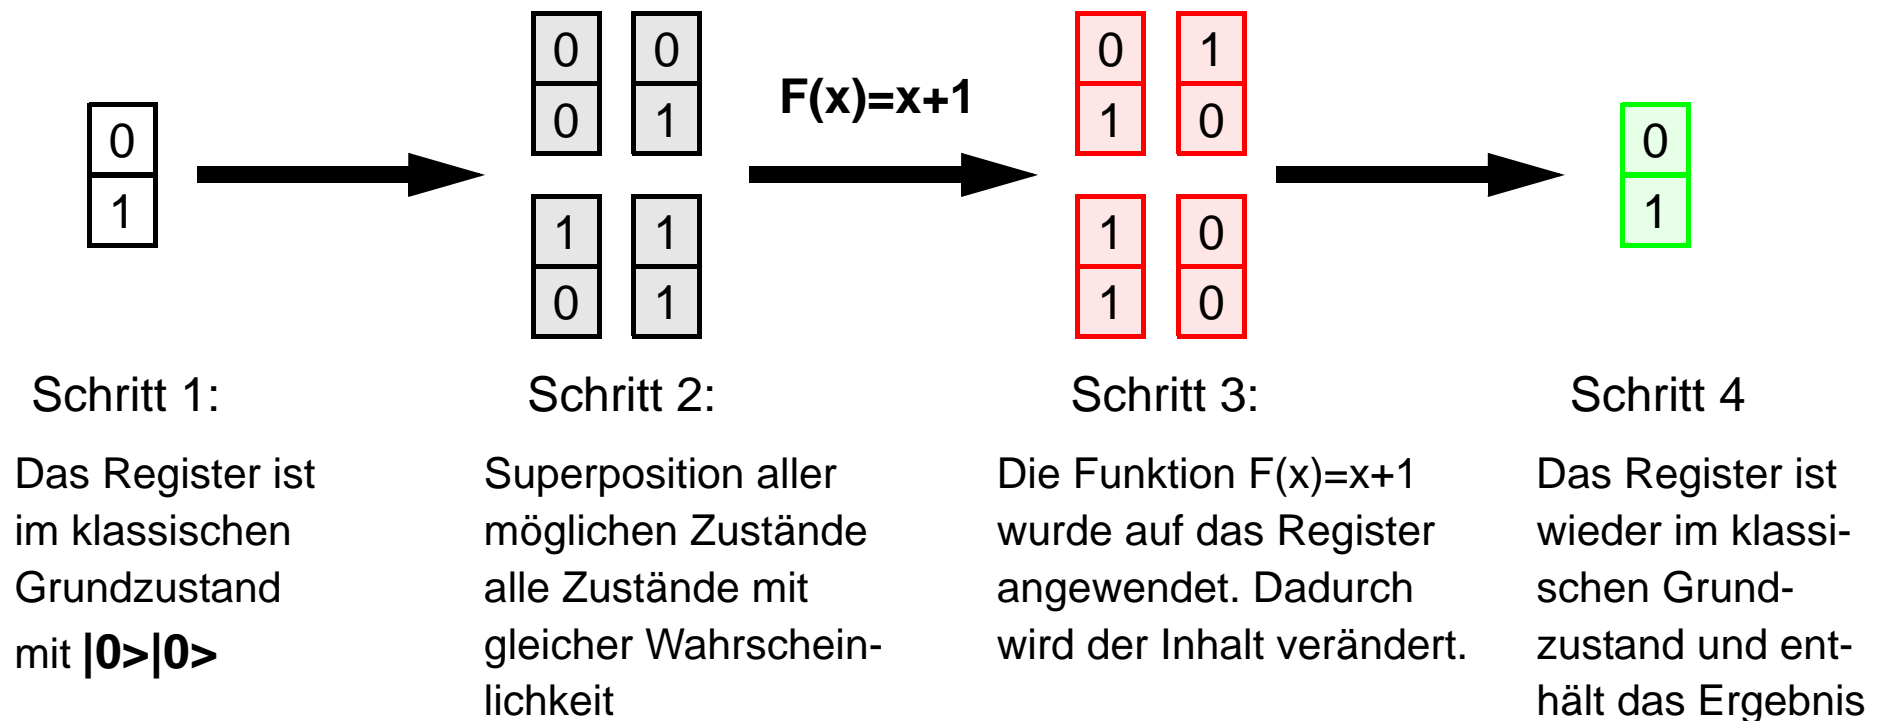 0
1
0 0
0 1
1 1
0 1
F(x)=x+1
0 1
1 0
1 0
1 0
0
1
Schritt 1:
Das Register ist
im klassischen
Grundzustand
mit |0>|0>
Schritt 2:
Superposition aller
möglichen Zustände
alle Zustände mit
gleicher Wahrschein-
lichkeit
Schritt 3:
Die Funktion F(x)=x+1
wurde auf das Register
angewendet. Dadurch
wird der Inhalt verändert.
Schritt 4
Das Register ist
wieder im klassi-
schen Grund-
zustand und ent-
hält das Ergebnis